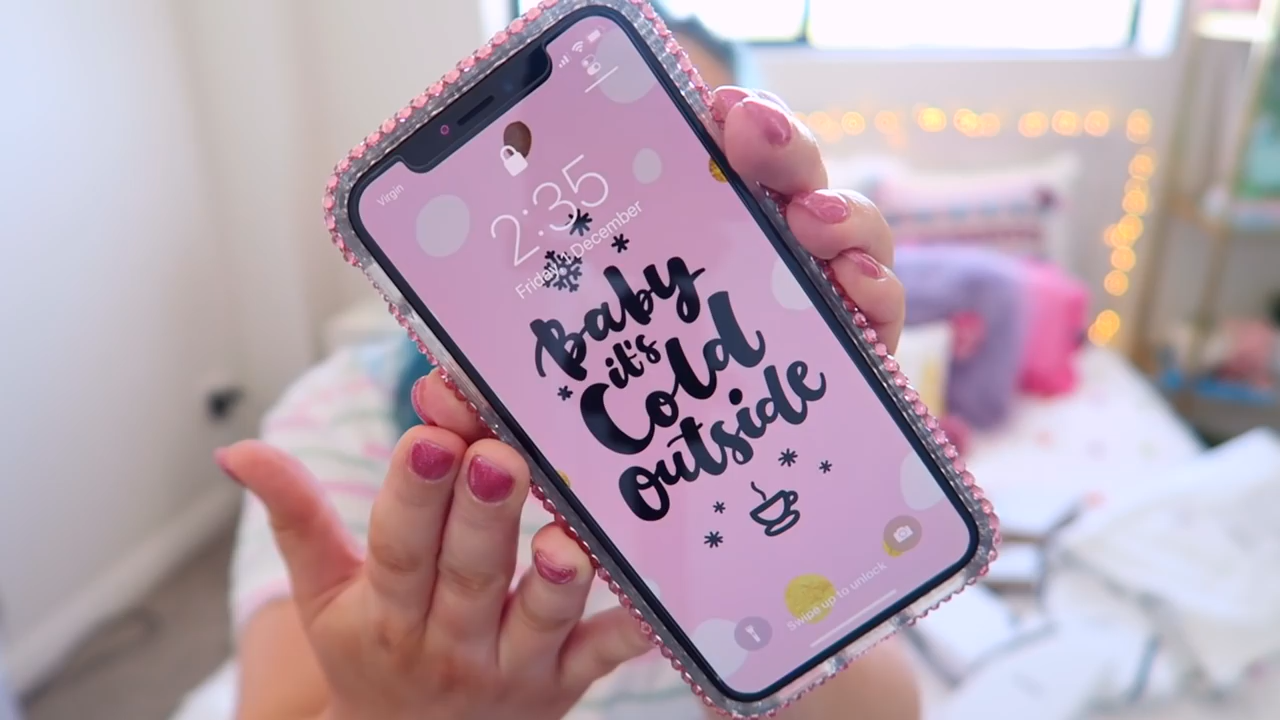 Virgin
2:35
Friday 1 December
Baby
it's
Cold
outside
Swipe up to unlock